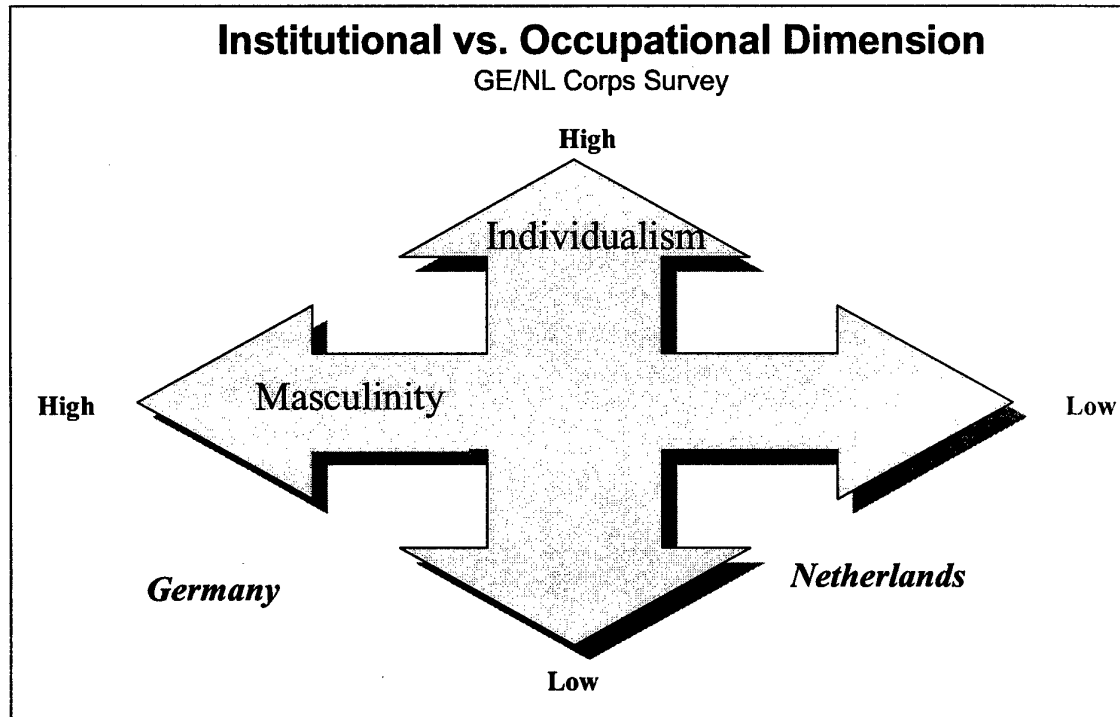 Institutional vs. Occupational Dimension
GE/NL Corps Survey
High
Individualism
High
Masculinity
Low
Germany
Netherlands
Low